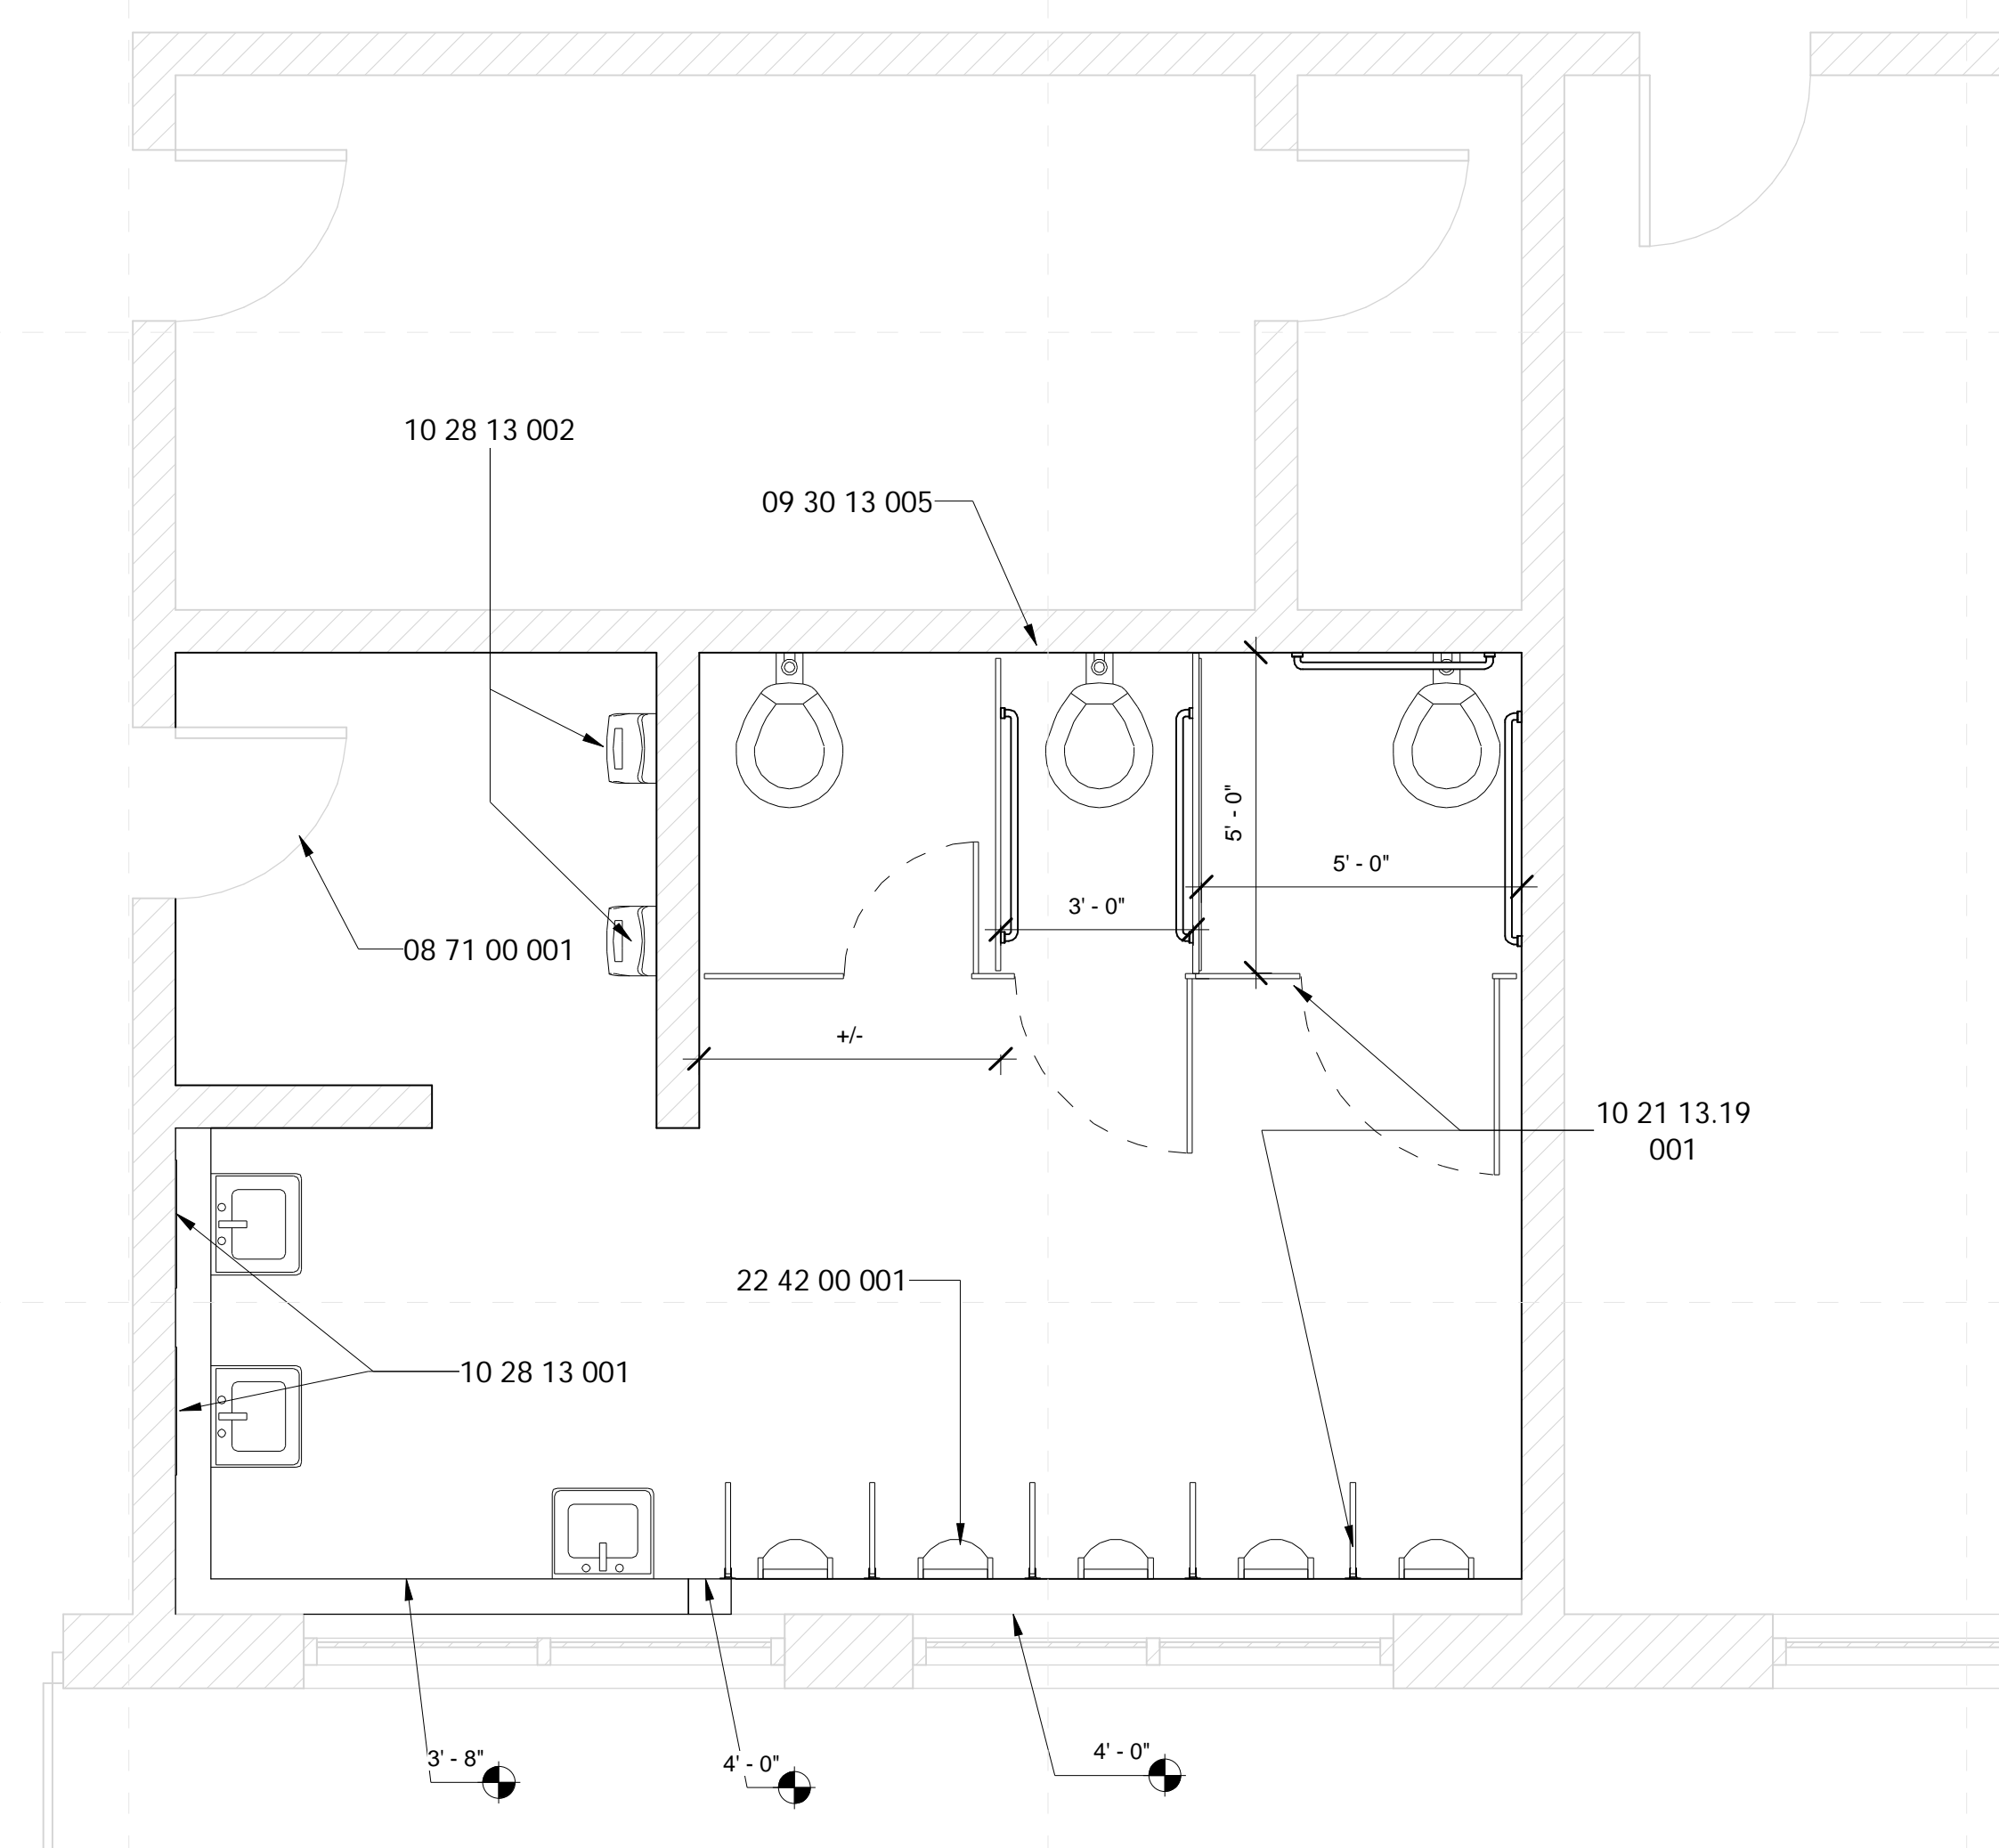 10 28 13 002
09 30 13 005
5' - 0"
5' - 0"
3' - 0"
08 71 00 001
+/-
10 21 13.19
001
22 42 00 001
10 28 13 001
3' - 8"
4' - 0"
4' - 0"